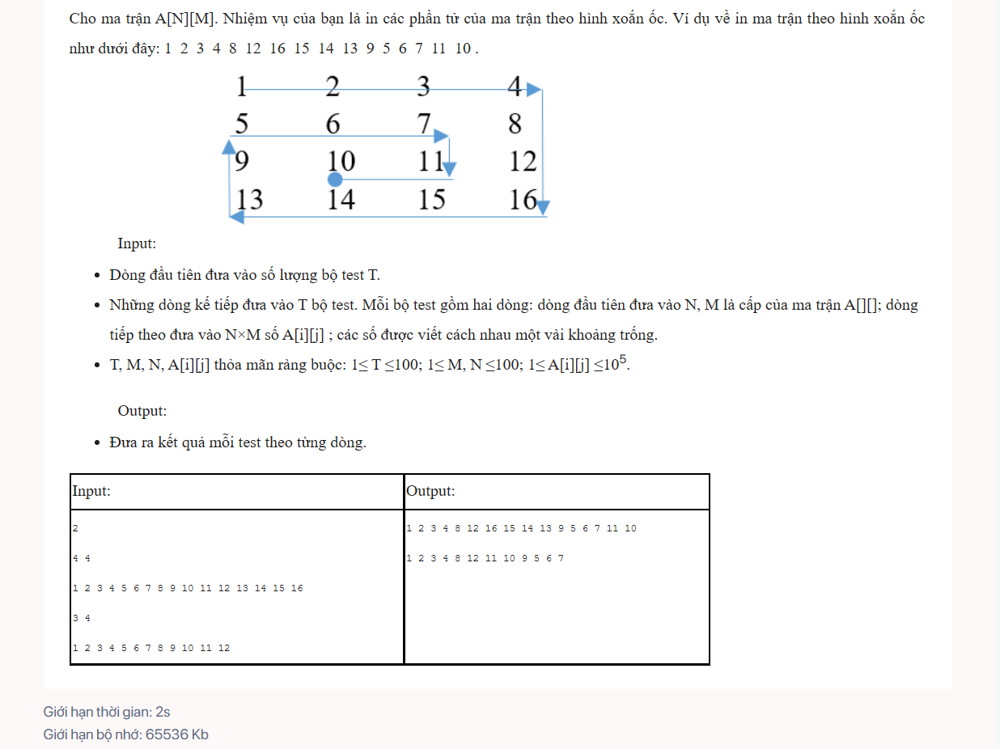 Cho ma trận A[N][M]. Nhiệm vụ của bạn là in các phần tử của ma trận theo hình xoắn ốc. Ví dụ về in ma trận theo hình xoắn ốc
như dưới đây: 1 2 3 4 8 12 16 15 14 13 9 5 6 7 11 10 .
1 2 3 4
5 6 7 8
9 10 11 12
13 14 15 16
Input:
• Dòng đầu tiên đưa vào số lượng bộ test T.
• Những dòng kế tiếp đưa vào T bộ test. Mỗi bộ test gồm hai dòng: dòng đầu tiên đưa vào N, M là cấp của ma trận A[][]; dòng
tiếp theo đưa vào N×M số A[i][j] ; các số được viết cách nhau một vài khoảng trống.
• T, M, N, A[i][j] thỏa mãn ràng buộc: 1≤ T ≤100; 1≤ M, N ≤100; 1≤ A[i][j] ≤10⁵.
Output:
• Đưa ra kết quả mỗi test theo từng dòng.
Input: Output:
2 1 2 3 4 8 12 16 15 14 13 9 5 6 7 11 10
4 4 1 2 3 4 8 12 11 10 9 5 6 7
1 2 3 4 5 6 7 8 9 10 11 12 13 14 15 16
3 4
1 2 3 4 5 6 7 8 9 10 11 12
Giới hạn thời gian: 2s
Giới hạn bộ nhớ: 65536 Kb